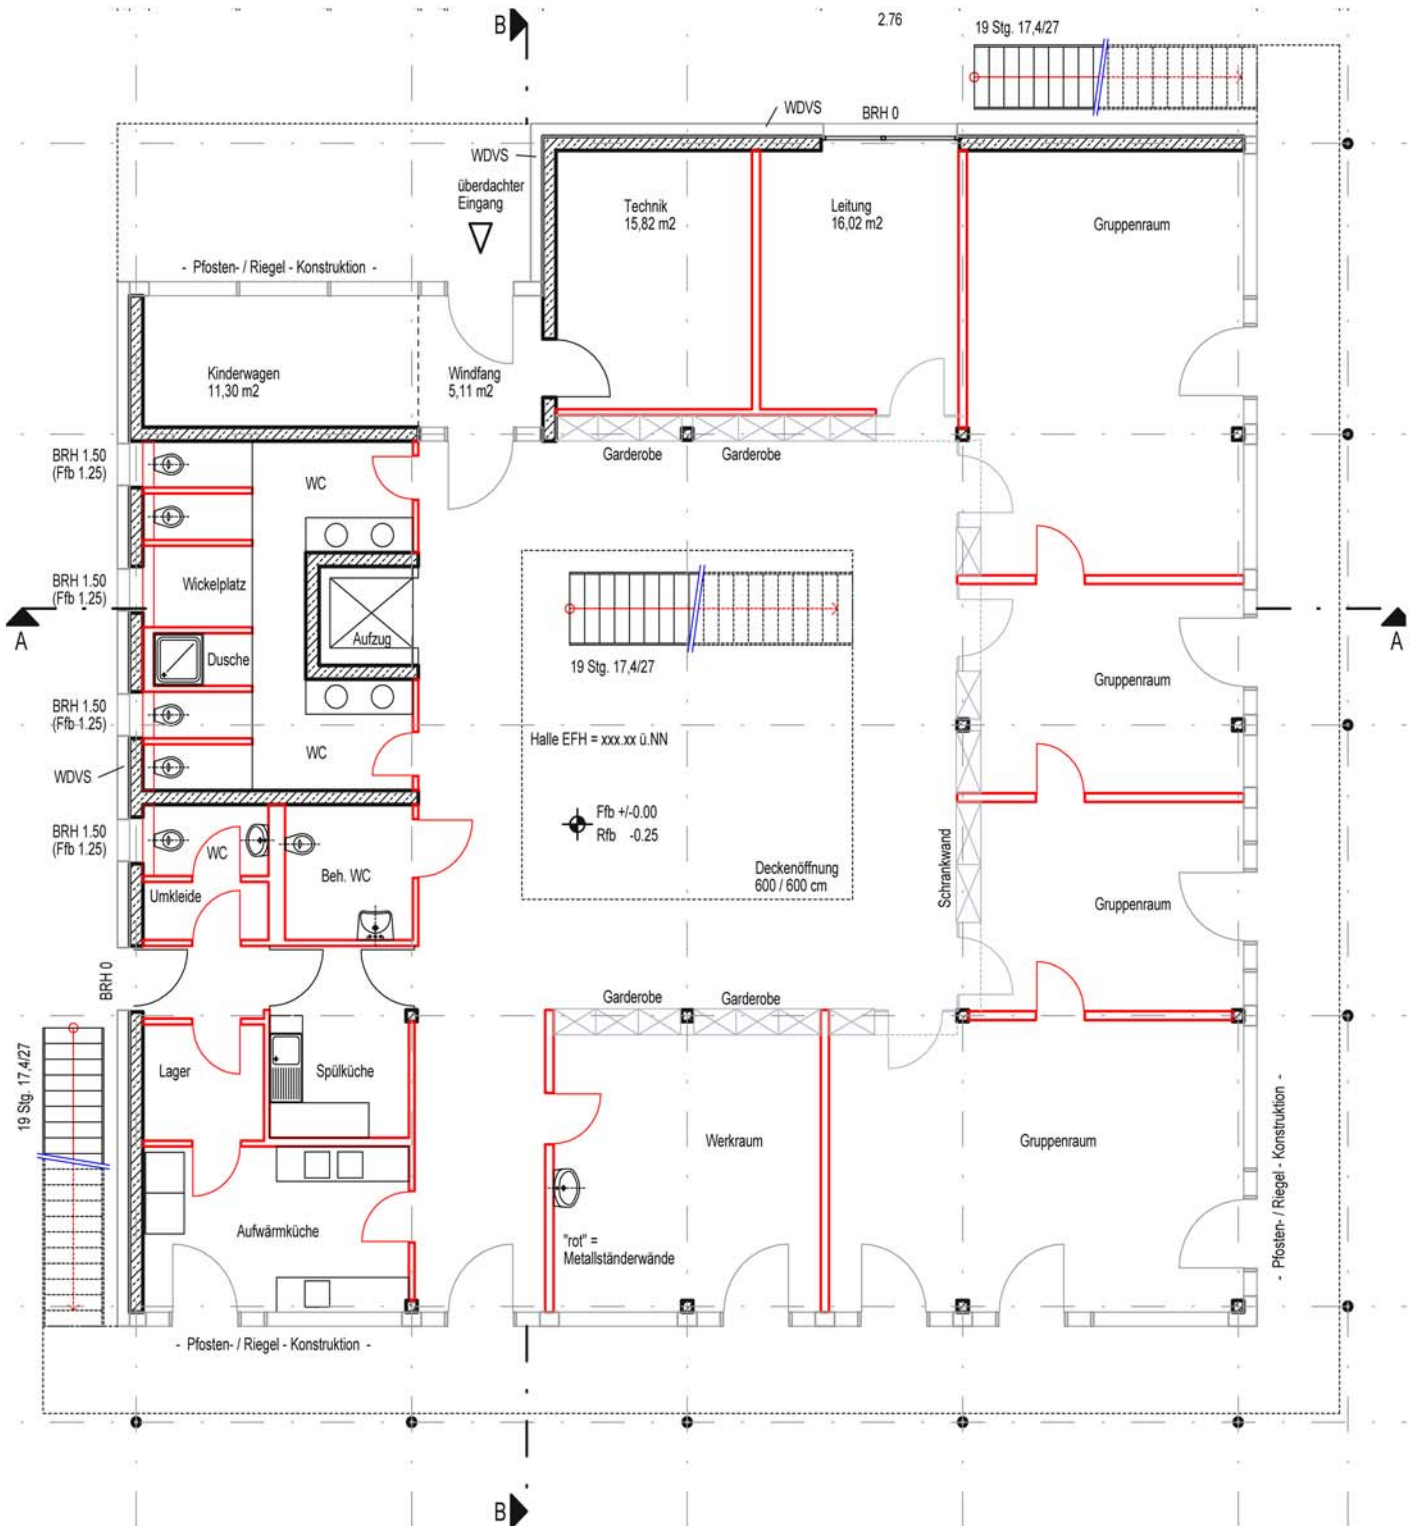 B
2.76
19 Stg. 17,4/27
WDVS
BRH 0
WDVS
überdachter
Eingang
Technik
15,82 m2
Leitung
16,02 m2
Gruppenraum
- Pfosten- / Riegel - Konstruktion -
Kinderwagen
11,30 m2
Windfang
5,11 m2
BRH 1.50
(Ffb 1.25)
WC
Garderobe
Garderobe
BRH 1.50
(Ffb 1.25)
Wickelplatz
A
Aufzug
A
Dusche
19 Stg. 17,4/27
Gruppenraum
BRH 1.50
(Ffb 1.25)
WC
Halle EFH = xxx.xx ü.NN
WDVS
BRH 1.50
(Ffb 1.25)
WC
Ffb +/-0.00
Rfb -0.25
Beh. WC
Deckenöffnung
600 / 600 cm
Schrankwand
Umkleide
Gruppenraum
BRH 0
Garderobe
Garderobe
19 Stg. 17,4/27
Lager
Spülküche
Werkraum
Gruppenraum
- Pfosten- / Riegel - Konstruktion -
Aufwärmküche
"rot" =
Metallständerwände
- Pfosten- / Riegel - Konstruktion -
B